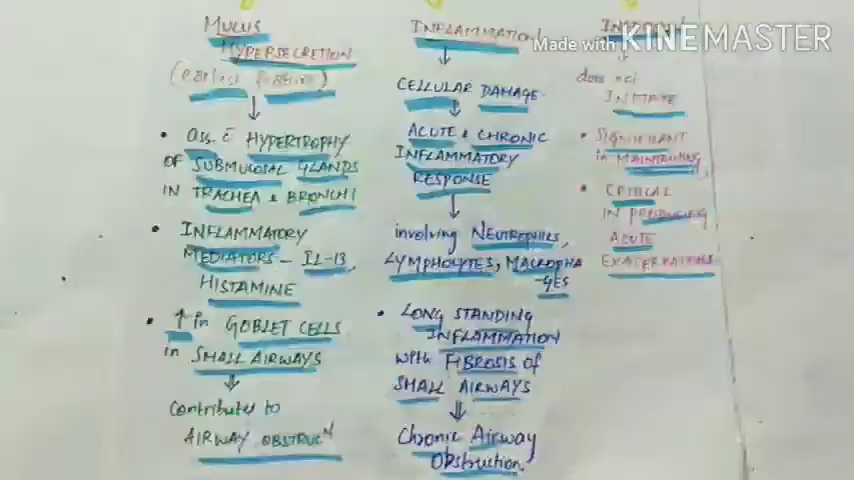 MUCUS
HYPERSECRETION
(earliest feature)
↓
• ass. c̄ HYPERTROPHY
OF SUBMUCOSAL GLANDS
IN TRACHEA & BRONCHI
• INFLAMMATORY
MEDIATORS - IL-13,
HISTAMINE
• ↑ in GOBLET CELLS
in SMALL AIRWAYS
⇓
Contributes to
AIRWAY OBSTRUCⁿ
INFLAMMATION
↓
CELLULAR DAMAGE
↓
ACUTE & CHRONIC
INFLAMMATORY
RESPONSE
↓
involving NEUTROPHILS,
LYMPHOCYTES, MACROPHA
-GES
• LONG STANDING
INFLAMMATION
with FIBROSIS of
SMALL AIRWAYS
⇓
Chronic Airway
Obstruction
↓
does not
INITIATE
• SIGNIFICANT
in MAINTAINING
• CRITICAL
IN PRODUCING
ACUTE
EXACERBATIONS
Made with KINEMASTER